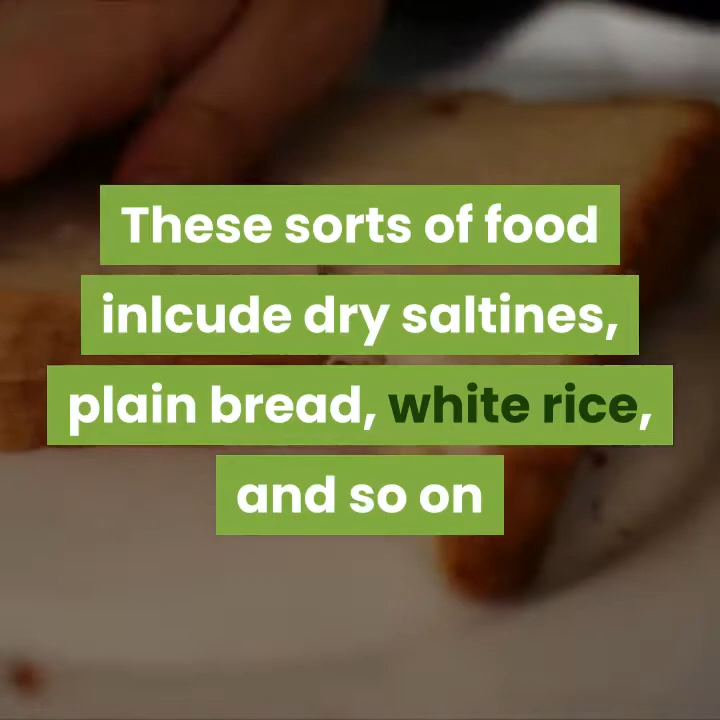 These sorts of food
inlcude dry saltines,
plain bread, white rice,
and so on